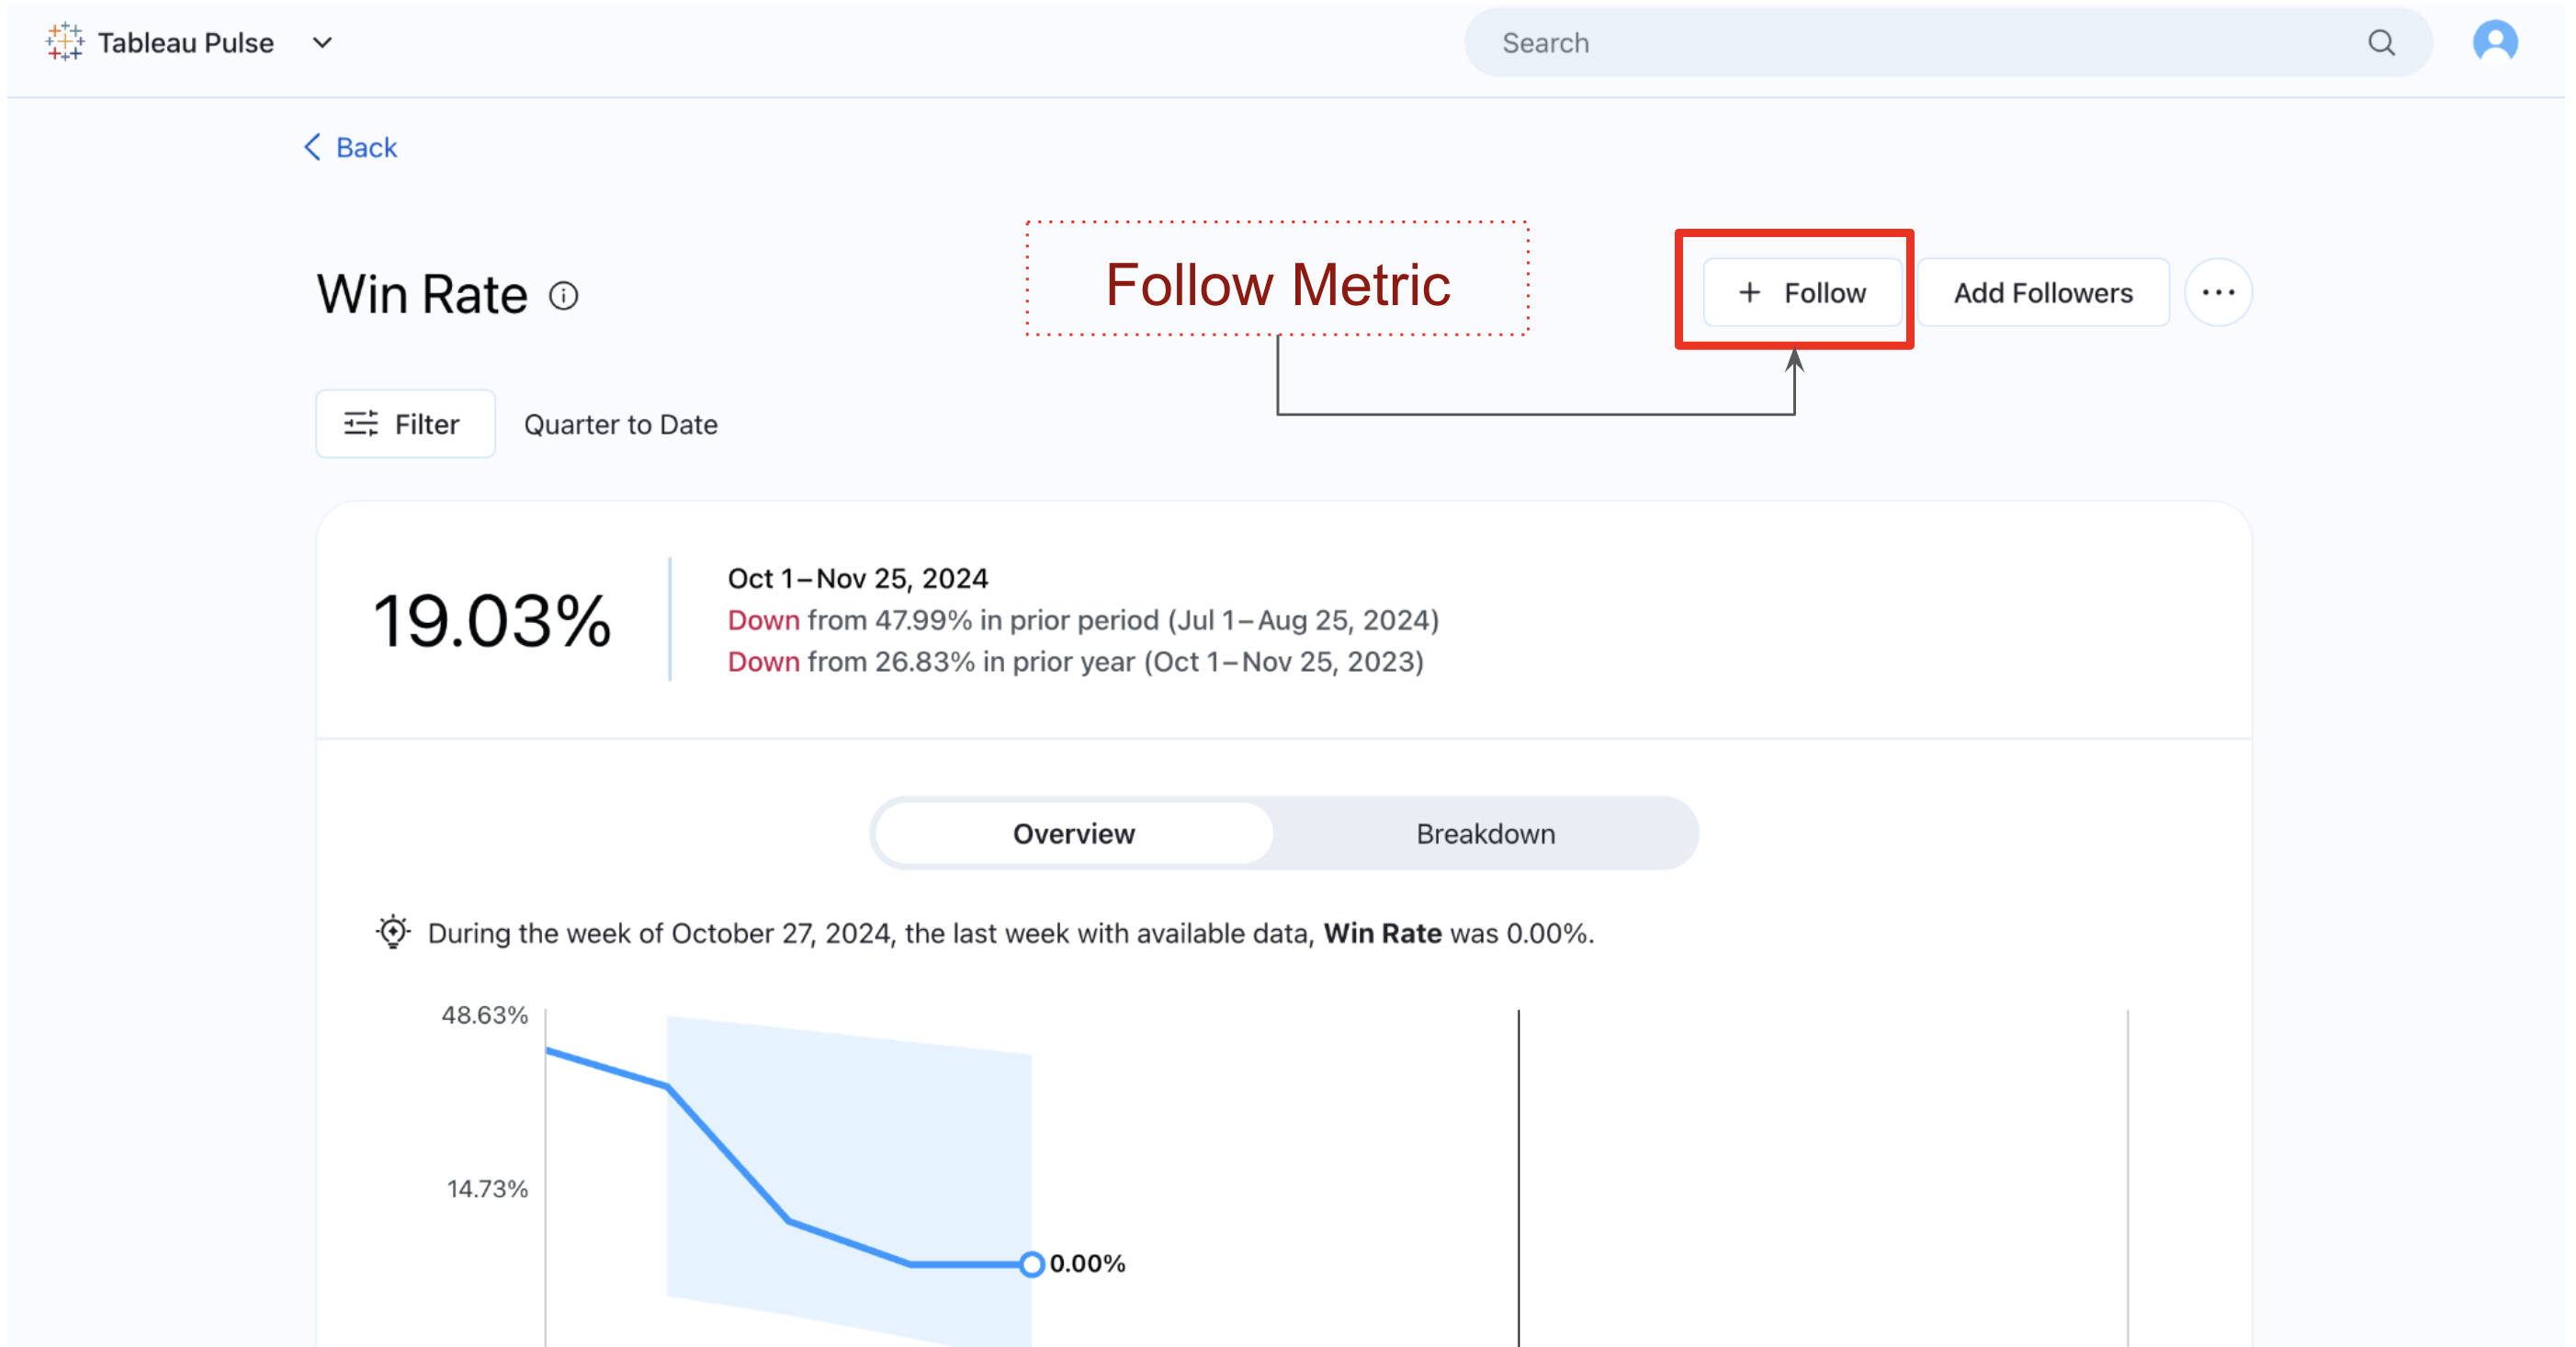 Tableau Pulse
Search
Back
Win Rate
Follow Metric
+ Follow
Add Followers
Filter
Quarter to Date
19.03%
Oct 1–Nov 25, 2024
Down from 47.99% in prior period (Jul 1–Aug 25, 2024)
Down from 26.83% in prior year (Oct 1–Nov 25, 2023)
Overview
Breakdown
During the week of October 27, 2024, the last week with available data, Win Rate was 0.00%.
48.63%
14.73%
0.00%